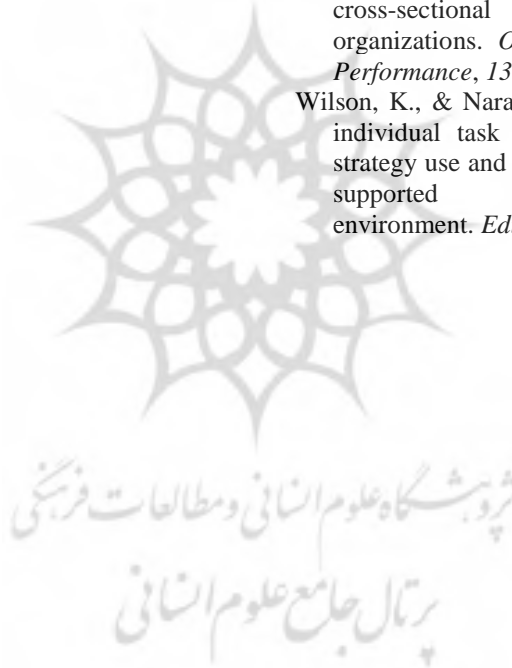 cross-sectional
organizations. O
Performance, 13
Wilson, K., & Nara
individual task
strategy use and
supported
environment. Ed
پژوهشگاه علوم انسانی و مطالعات فرهنگی
پرتال جامع علوم انسانی